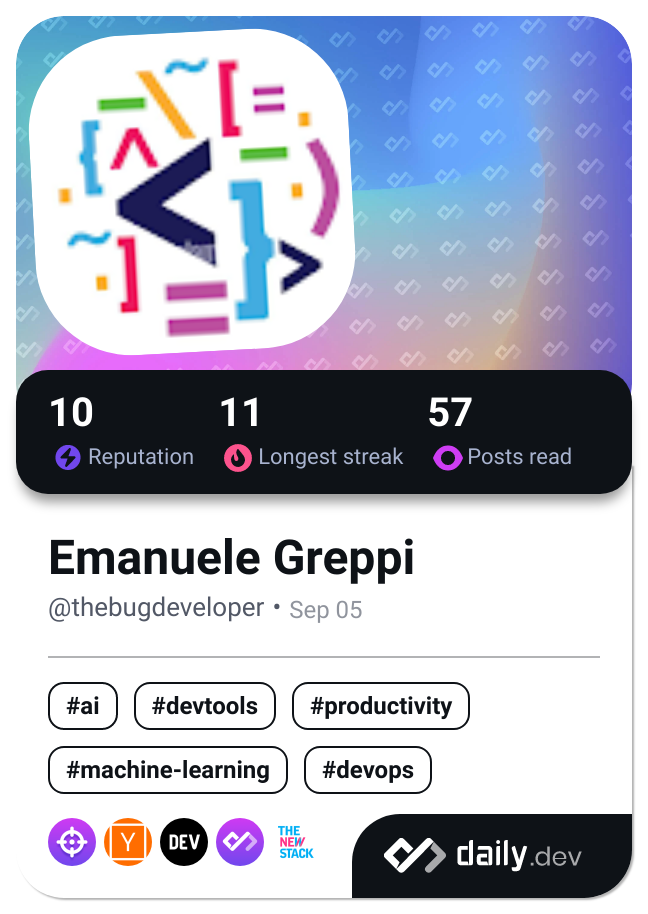 10 11 57
Reputation Longest streak Posts read
Emanuele Greppi
@thebugdeveloper • Sep 05
#ai #devtools #productivity
#machine-learning #devops
Y DEV THE NEW STACK
daily.dev